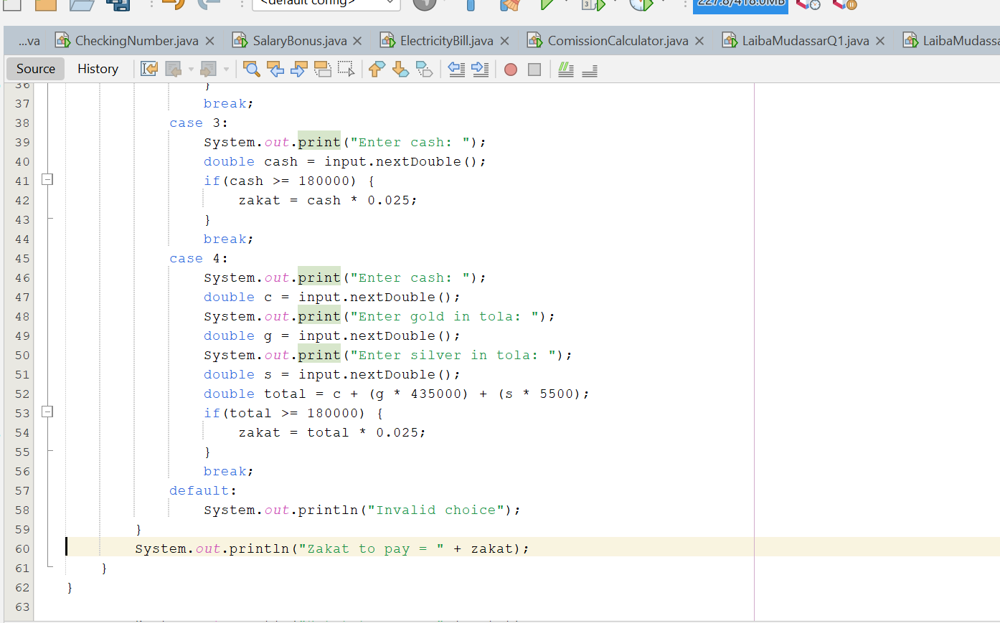 <default config>
227.8/418.0MB
...va CheckingNumber.java SalaryBonus.java ElectricityBill.java ComissionCalculator.java LaibaMudassarQ1.java LaibaMudassa
Source History
36 }
37 break;
38 case 3:
39 System.out.print("Enter cash: ");
40 double cash = input.nextDouble();
41 if(cash >= 180000) {
42 zakat = cash * 0.025;
43 }
44 break;
45 case 4:
46 System.out.print("Enter cash: ");
47 double c = input.nextDouble();
48 System.out.print("Enter gold in tola: ");
49 double g = input.nextDouble();
50 System.out.print("Enter silver in tola: ");
51 double s = input.nextDouble();
52 double total = c + (g * 435000) + (s * 5500);
53 if(total >= 180000) {
54 zakat = total * 0.025;
55 }
56 break;
57 default:
58 System.out.println("Invalid choice");
59 }
60 System.out.println("Zakat to pay = " + zakat);
61 }
62 }
63